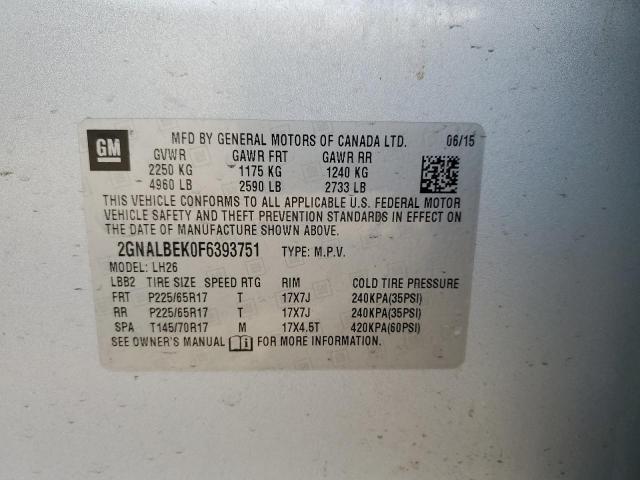 GM
MFD BY GENERAL MOTORS OF CANADA LTD. 06/15
GVWR GAWR FRT GAWR RR
2250 KG 1175 KG 1240 KG
4960 LB 2590 LB 2733 LB
THIS VEHICLE CONFORMS TO ALL APPLICABLE U.S. FEDERAL MOTOR
VEHICLE SAFETY AND THEFT PREVENTION STANDARDS IN EFFECT ON
THE DATE OF MANUFACTURE SHOWN ABOVE.
2GNALBEK0F6393751 TYPE: M.P.V.
MODEL: LH26
LBB2 TIRE SIZE SPEED RTG RIM COLD TIRE PRESSURE
FRT P225/65R17 T 17X7J 240KPA(35PSI)
RR P225/65R17 T 17X7J 240KPA(35PSI)
SPA T145/70R17 M 17X4.5T 420KPA(60PSI)
SEE OWNER'S MANUAL FOR MORE INFORMATION.